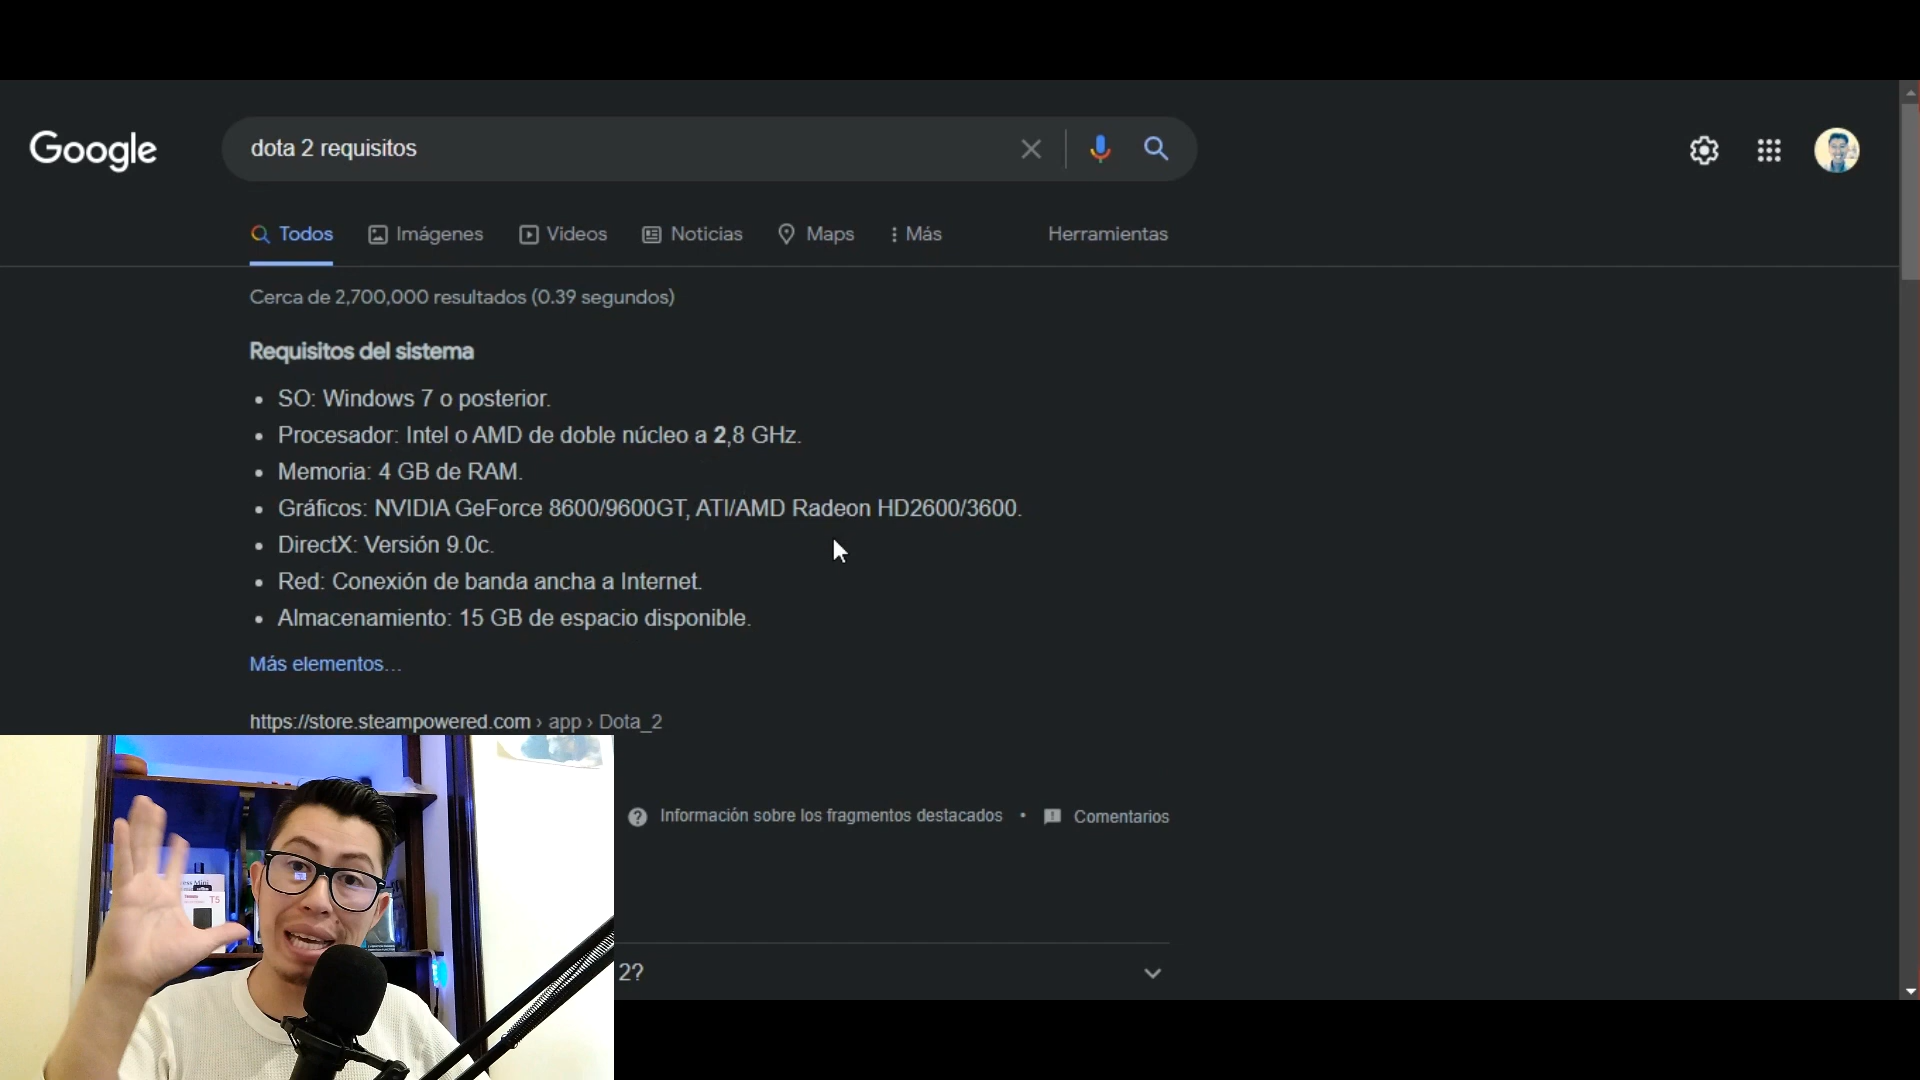 Google
dota 2 requisitos
Todos
Imágenes
Videos
Noticias
Maps
Más
Herramientas
Cerca de 2,700,000 resultados (0.39 segundos)
Requisitos del sistema
SO: Windows 7 o posterior.
Procesador: Intel o AMD de doble núcleo a 2,8 GHz.
Memoria: 4 GB de RAM.
Gráficos: NVIDIA GeForce 8600/9600GT, ATI/AMD Radeon HD2600/3600.
DirectX: Versión 9.0c.
Red: Conexión de banda ancha a Internet.
Almacenamiento: 15 GB de espacio disponible.
Más elementos...
https://store.steampowered.com › app › Dota_2
Información sobre los fragmentos destacados • Comentarios
T5
2?